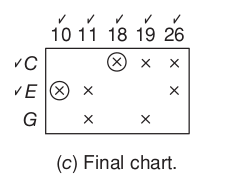 ✓ ✓ ✓ ✓ ✓
10 11 18 19 26
✓C ⊗ × ×
✓E ⊗ × ×
G × ×
(c) Final chart.